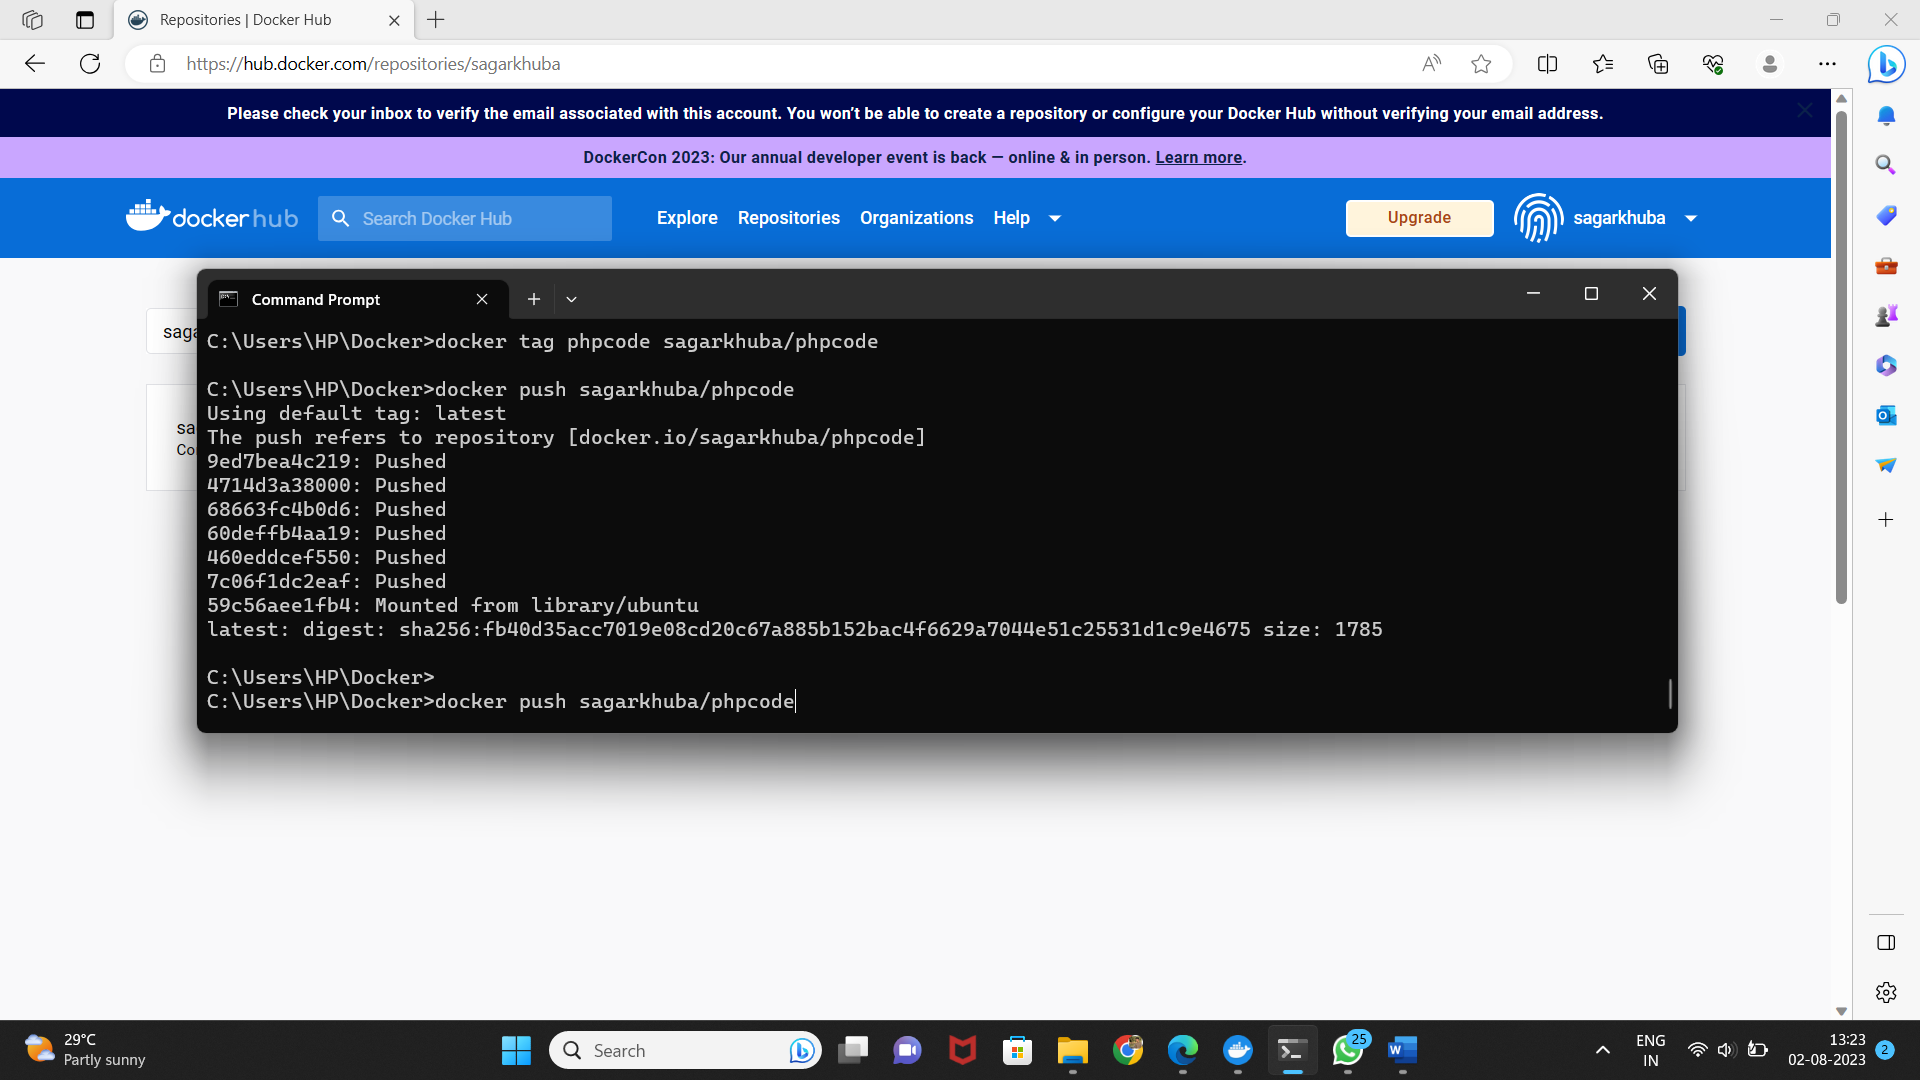 Repositories | Docker Hub
https://hub.docker.com/repositories/sagarkhuba
Please check your inbox to verify the email associated with this account. You won't be able to create a repository or configure your Docker Hub without verifying your email address.
DockerCon 2023: Our annual developer event is back — online & in person. Learn more.
dockerhub
Search Docker Hub
Explore
Repositories
Organizations
Help
Upgrade
sagarkhuba
Command Prompt
C:\Users\HP\Docker>docker tag phpcode sagarkhuba/phpcode
C:\Users\HP\Docker>docker push sagarkhuba/phpcode
Using default tag: latest
The push refers to repository [docker.io/sagarkhuba/phpcode]
9ed7bea4c219: Pushed
4714d3a38000: Pushed
68663fc4b0d6: Pushed
60deffb4aa19: Pushed
460eddcef550: Pushed
7c06f1dc2eaf: Pushed
59c56aee1fb4: Mounted from library/ubuntu
latest: digest: sha256:fb40d35acc7019e08cd20c67a885b152bac4f6629a7044e51c25531d1c9e4675 size: 1785
C:\Users\HP\Docker>
C:\Users\HP\Docker>docker push sagarkhuba/phpcode
29°C
Partly sunny
Search
25
ENG
IN
13:23
02-08-2023
2